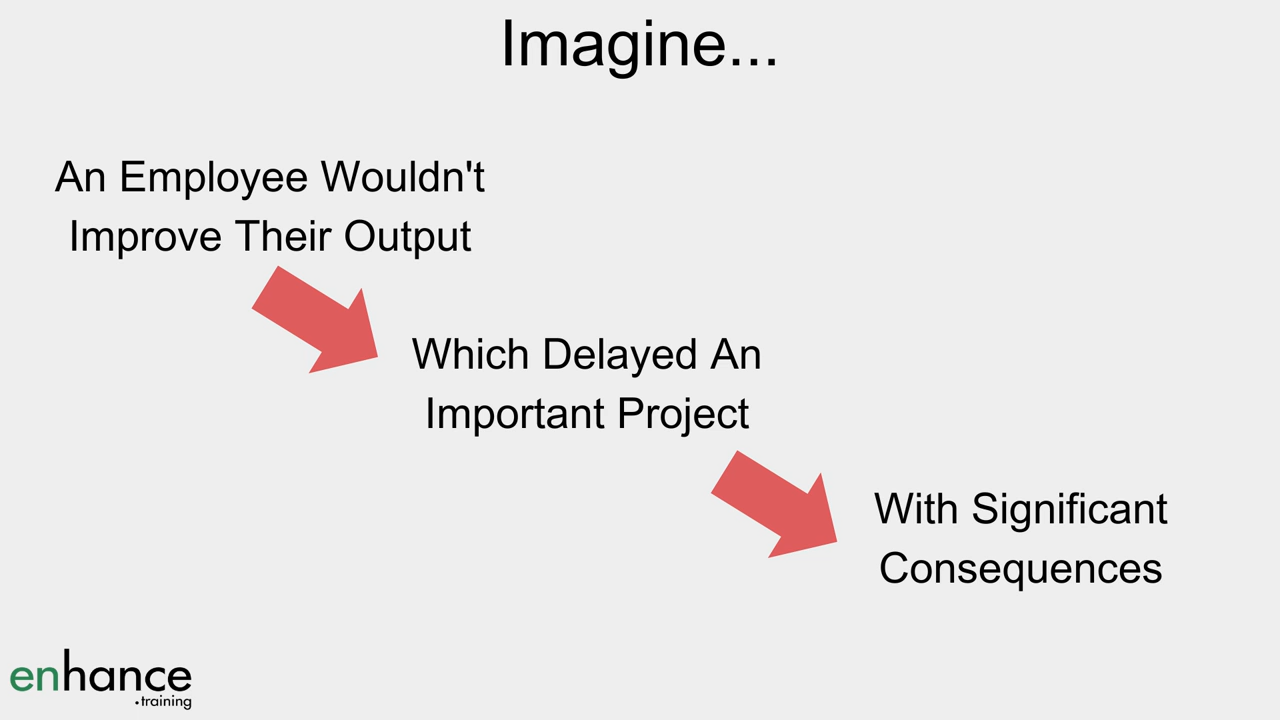 Imagine...
An Employee Wouldn't
Improve Their Output
Which Delayed An
Important Project
With Significant
Consequences
enhance
.training